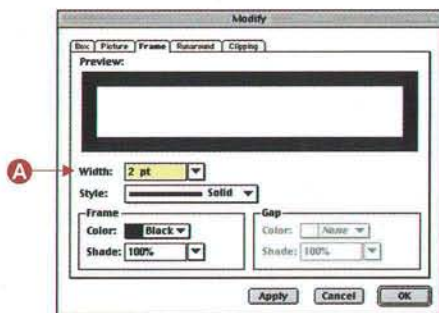 Modify
Box Picture Frame Runaround Clipping
Preview:
A
Width: 2 pt
Style: Solid
Frame
Color: Black
Shade: 100%
Gap
Color: None
Shade: 100%
Apply Cancel OK